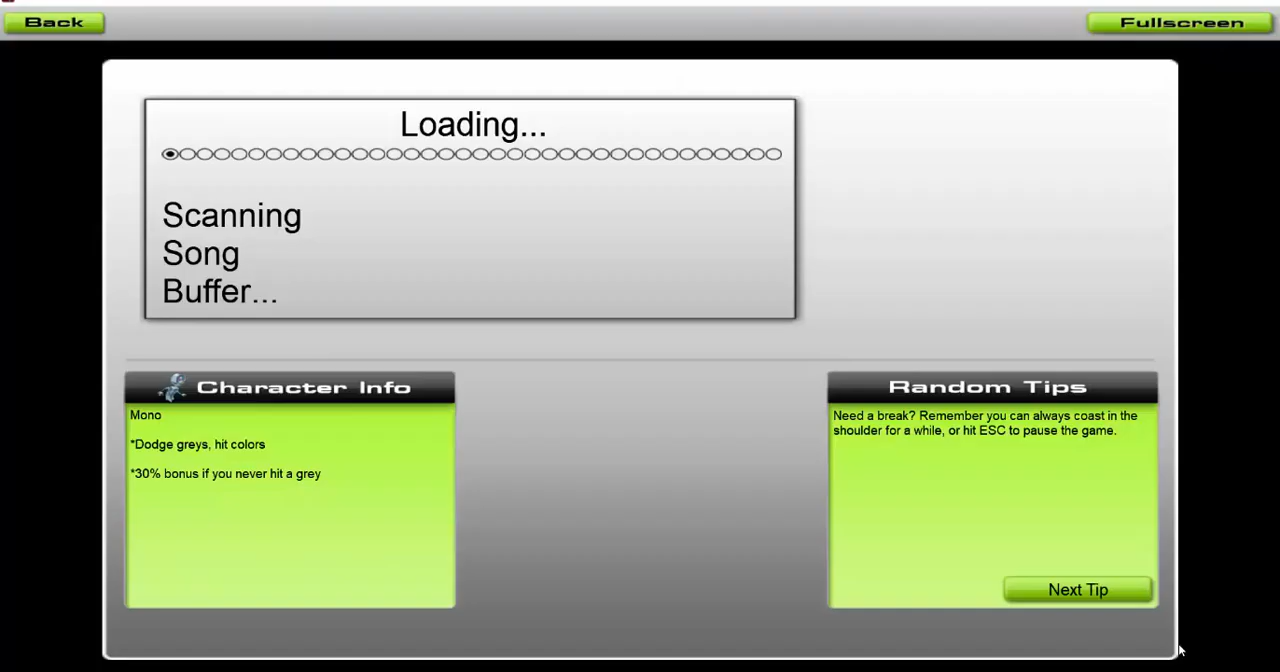 Back
Fullscreen
Loading...
Scanning
Song
Buffer...
Character Info
Mono
*Dodge greys, hit colors
*30% bonus if you never hit a grey
Random Tips
Need a break? Remember you can always coast in the
shoulder for a while, or hit ESC to pause the game.
Next Tip